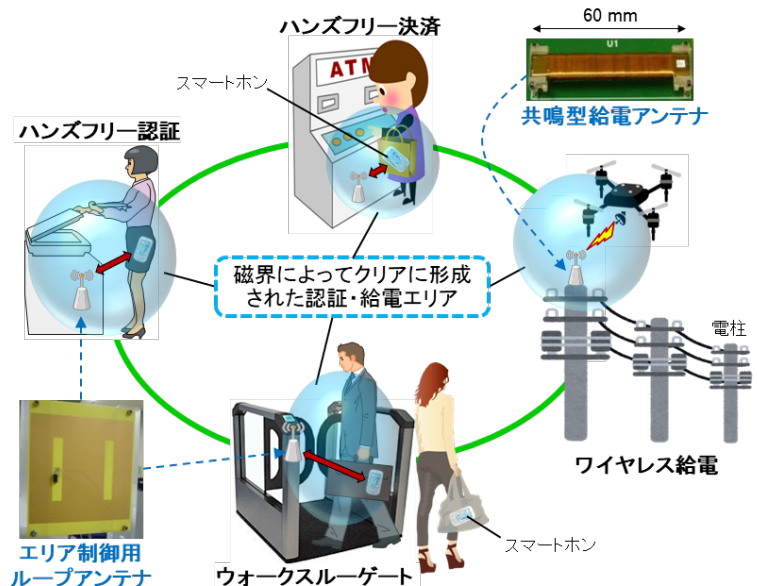 ハンズフリー決済
60 mm
U1
ATM
スマートホン
共鳴型給電アンテナ
ハンズフリー認証
磁界によってクリアに形成
された認証・給電エリア
電柱
ワイヤレス給電
エリア制御用
ループアンテナ
ウォークスルーゲート
スマートホン